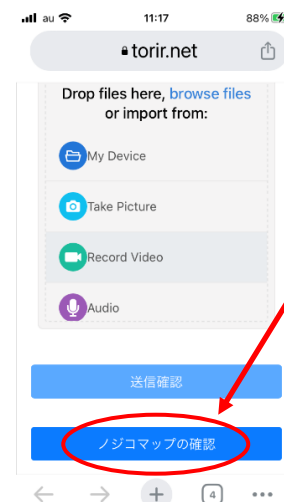 au
11:17
88%
torir.net
Drop files here, browse files
or import from:
My Device
Take Picture
Record Video
Audio
送信確認
ノジコマップの確認
4